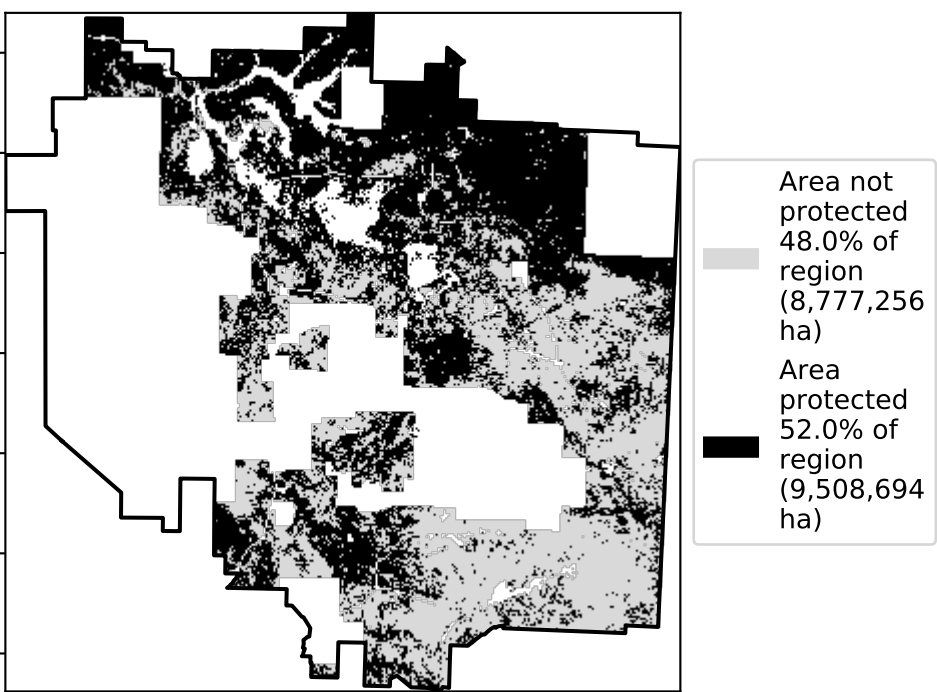 Area not
protected
48.0% of
region
(8,777,256
ha)
Area
protected
52.0% of
region
(9,508,694
ha)